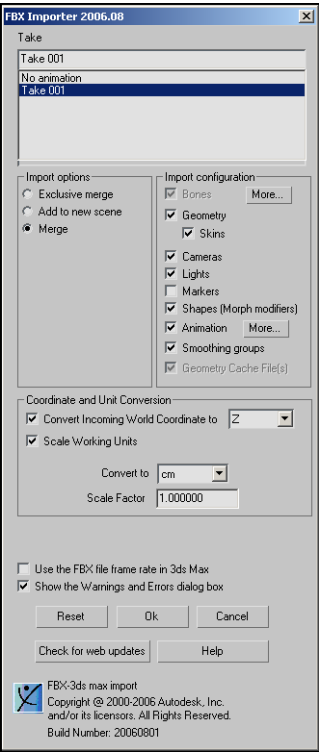 FBX Importer 2006.08
Take
Take 001
No animation
Take 001
Import options
Exclusive merge
Add to new scene
Merge
Import configuration
Bones More...
Geometry
Skins
Cameras
Lights
Markers
Shapes (Morph modifiers)
Animation More...
Smoothing groups
Geometry Cache File(s)
Coordinate and Unit Conversion
Convert Incoming World Coordinate to Z
Scale Working Units
Convert to cm
Scale Factor 1.000000
Use the FBX file frame rate in 3ds Max
Show the Warnings and Errors dialog box
Reset Ok Cancel
Check for web updates Help
FBX-3ds max import
Copyright @ 2000-2006 Autodesk, Inc.
and/or its licensors. All Rights Reserved.
Build Number: 20060801